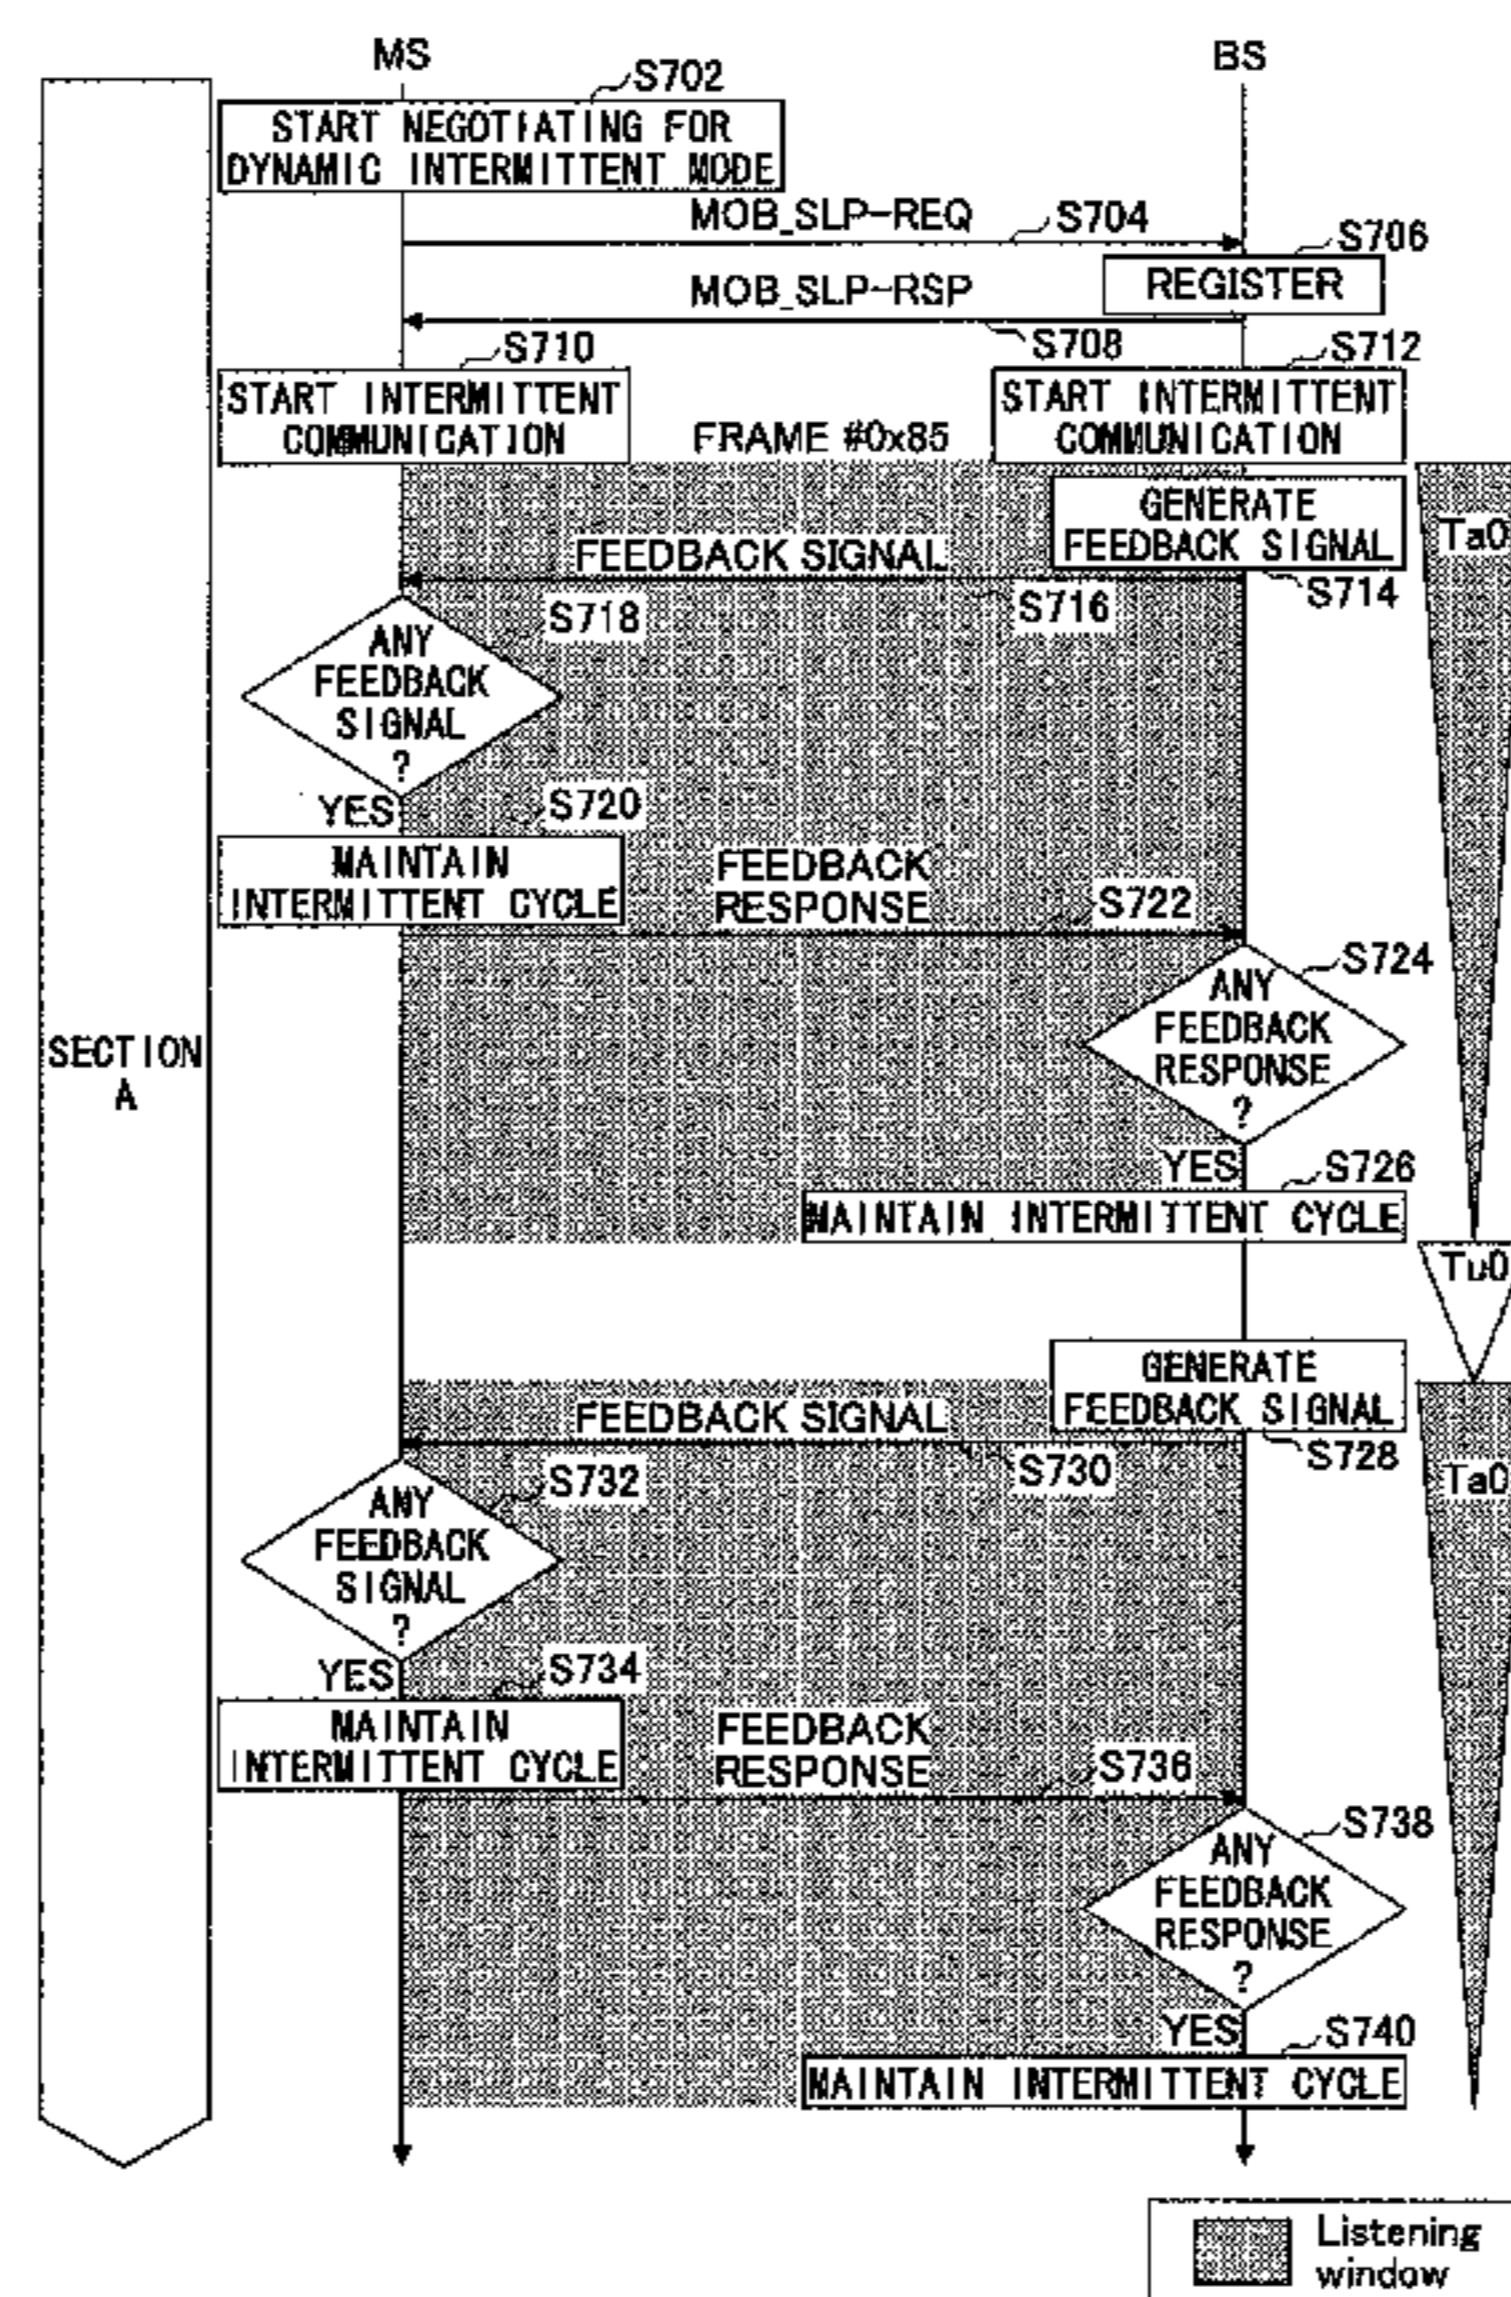 MS
BS
S702
START NEGOTIATING FOR
DYNAMIC INTERMITTENT MODE
MOB_SLP-REQ
S704
S706
REGISTER
MOB_SLP-RSP
S708
S710
S712
START INTERMITTENT
COMMUNICATION
FRAME #0x85
START INTERMITTENT
COMMUNICATION
GENERATE
FEEDBACK SIGNAL
Ta0
FEEDBACK SIGNAL
S714
S716
S718
ANY
FEEDBACK
SIGNAL
?
YES
S720
MAINTAIN
INTERMITTENT CYCLE
FEEDBACK
RESPONSE
S722
S724
ANY
FEEDBACK
RESPONSE
?
SECTION
A
YES
S726
MAINTAIN INTERMITTENT CYCLE
Tu0
GENERATE
FEEDBACK SIGNAL
FEEDBACK SIGNAL
S728
S730
Ta0
S732
ANY
FEEDBACK
SIGNAL
?
YES
S734
MAINTAIN
INTERMITTENT CYCLE
FEEDBACK
RESPONSE
S736
S738
ANY
FEEDBACK
RESPONSE
?
YES
S740
MAINTAIN INTERMITTENT CYCLE
Listening
window